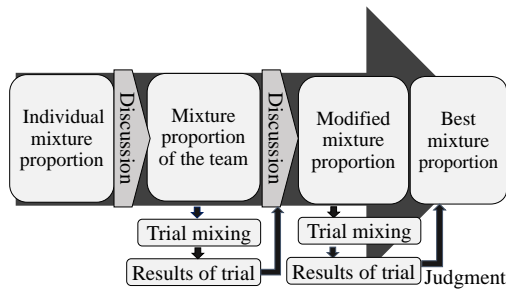 Individual
mixture
proportion
Discussion
Mixture
proportion
of the team
Discussion
Modified
mixture
proportion
Best
mixture
proportion
Trial mixing
Results of trial
Trial mixing
Results of trial
Judgment